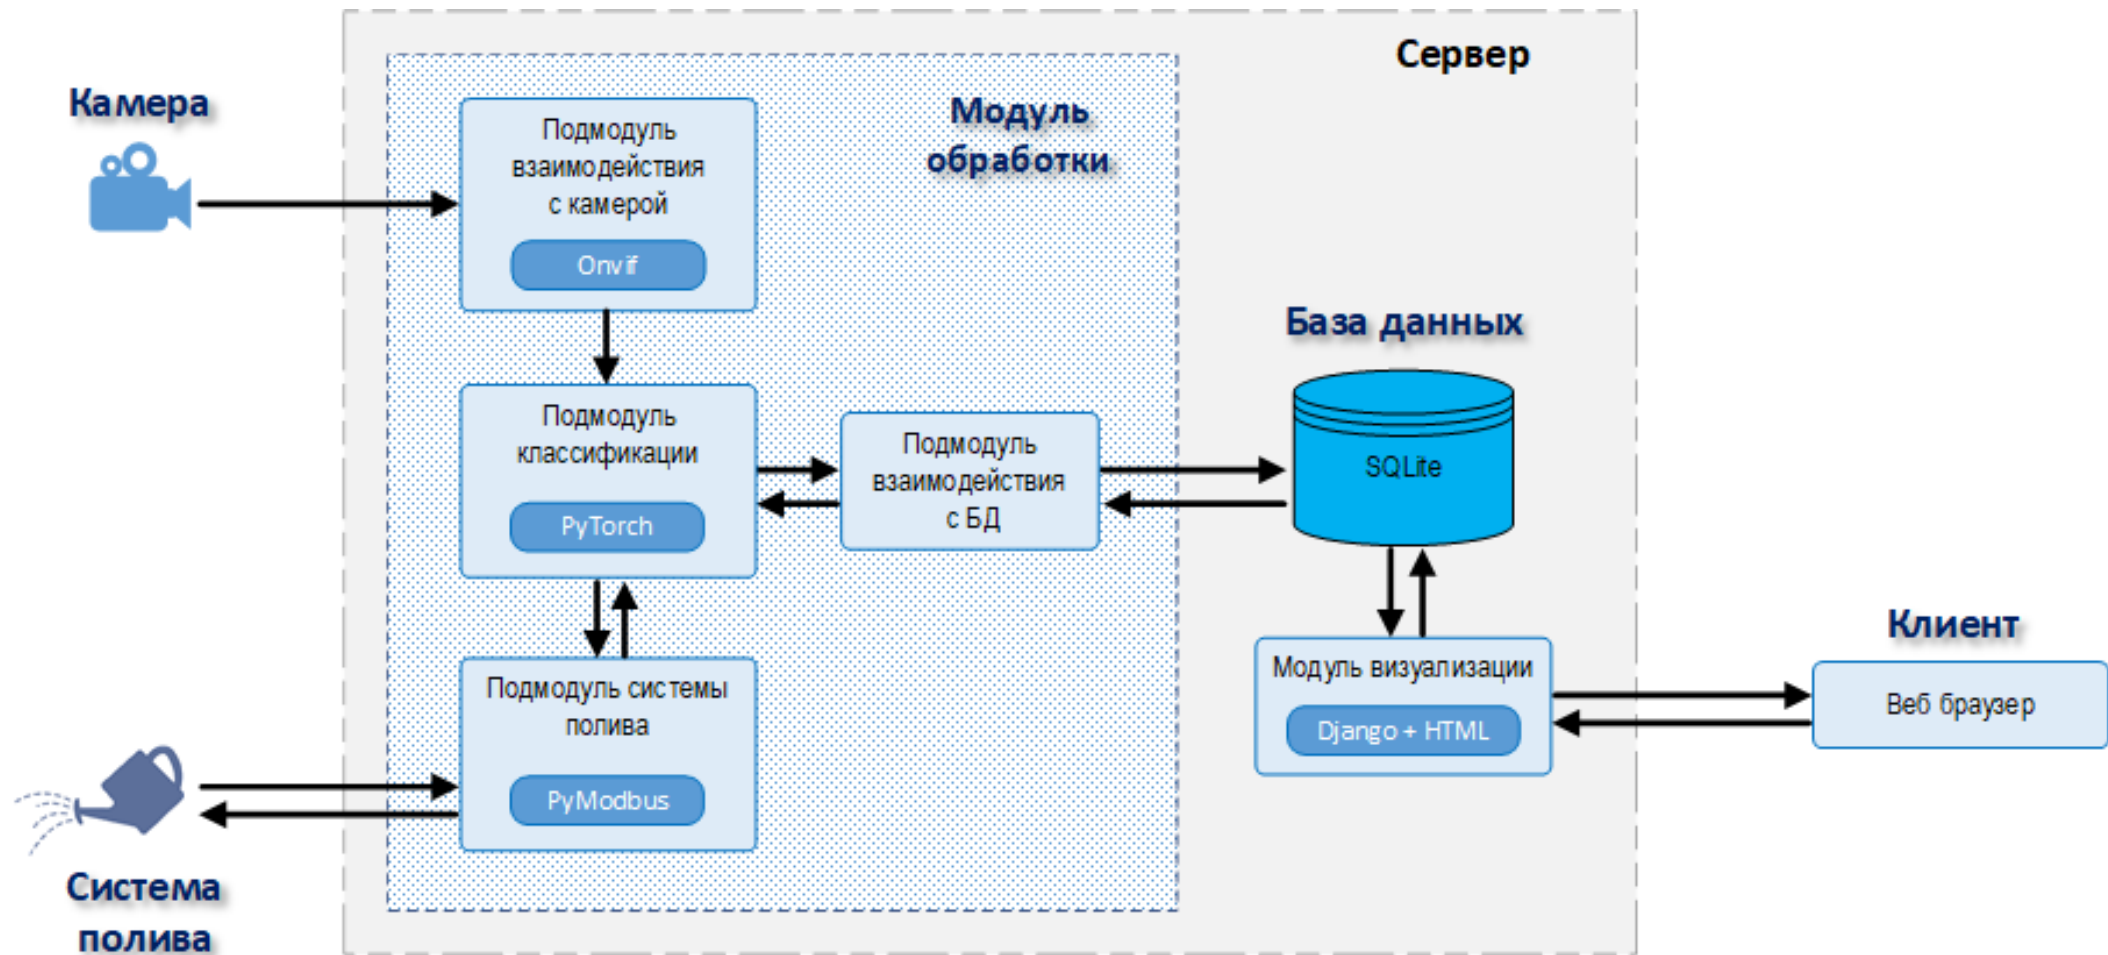 Сервер
Камера
Модуль
обработки
Подмодуль
взаимодействия
с камерой
Onvif
База данных
SQLite
Подмодуль
классификации
PyTorch
Подмодуль
взаимодействия
с БД
Подмодуль системы
полива
PyModbus
Модуль визуализации
Django + HTML
Клиент
Веб браузер
Система
полива